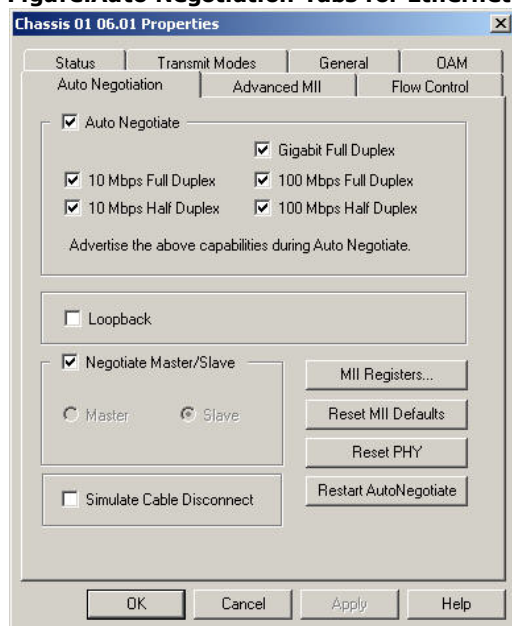 Figure:Auto Negotiation Tabs for Ethernet
Chassis 01 06.01 Properties
Status Transmit Modes General OAM
Auto Negotiation Advanced MII Flow Control
Auto Negotiate
Gigabit Full Duplex
10 Mbps Full Duplex 100 Mbps Full Duplex
10 Mbps Half Duplex 100 Mbps Half Duplex
Advertise the above capabilities during Auto Negotiate.
Loopback
Negotiate Master/Slave
Master Slave
MII Registers...
Reset MII Defaults
Reset PHY
Restart AutoNegotiate
Simulate Cable Disconnect
OK Cancel Apply Help